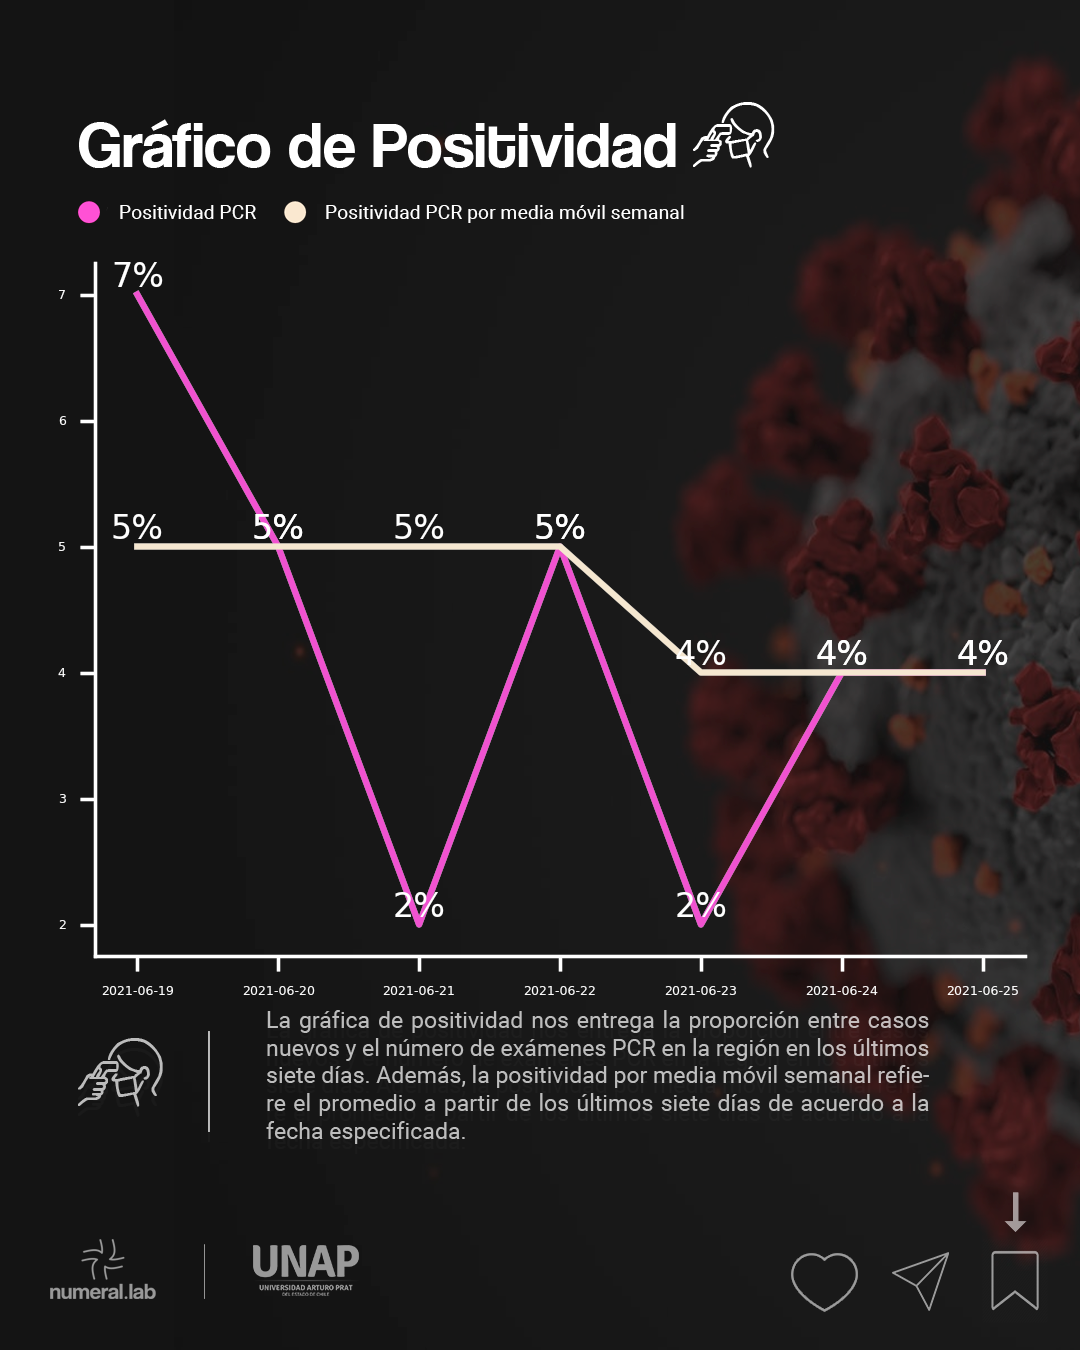 Gráfico de Positividad
Positividad PCR Positividad PCR por media móvil semanal
7%
7
6
5% 5% 5% 5%
5
4% 4% 4%
4
3
2% 2%
2
2021-06-19 2021-06-20 2021-06-21 2021-06-22 2021-06-23 2021-06-24 2021-06-25
La gráfica de positividad nos entrega la proporción entre casos
nuevos y el número de exámenes PCR en la región en los últimos
siete días. Además, la positividad por media móvil semanal refie-
re el promedio a partir de los últimos siete días de acuerdo a la
fecha especificada.
numeral.lab
UNAP
UNIVERSIDAD ARTURO PRAT
DEL ESTADO DE CHILE